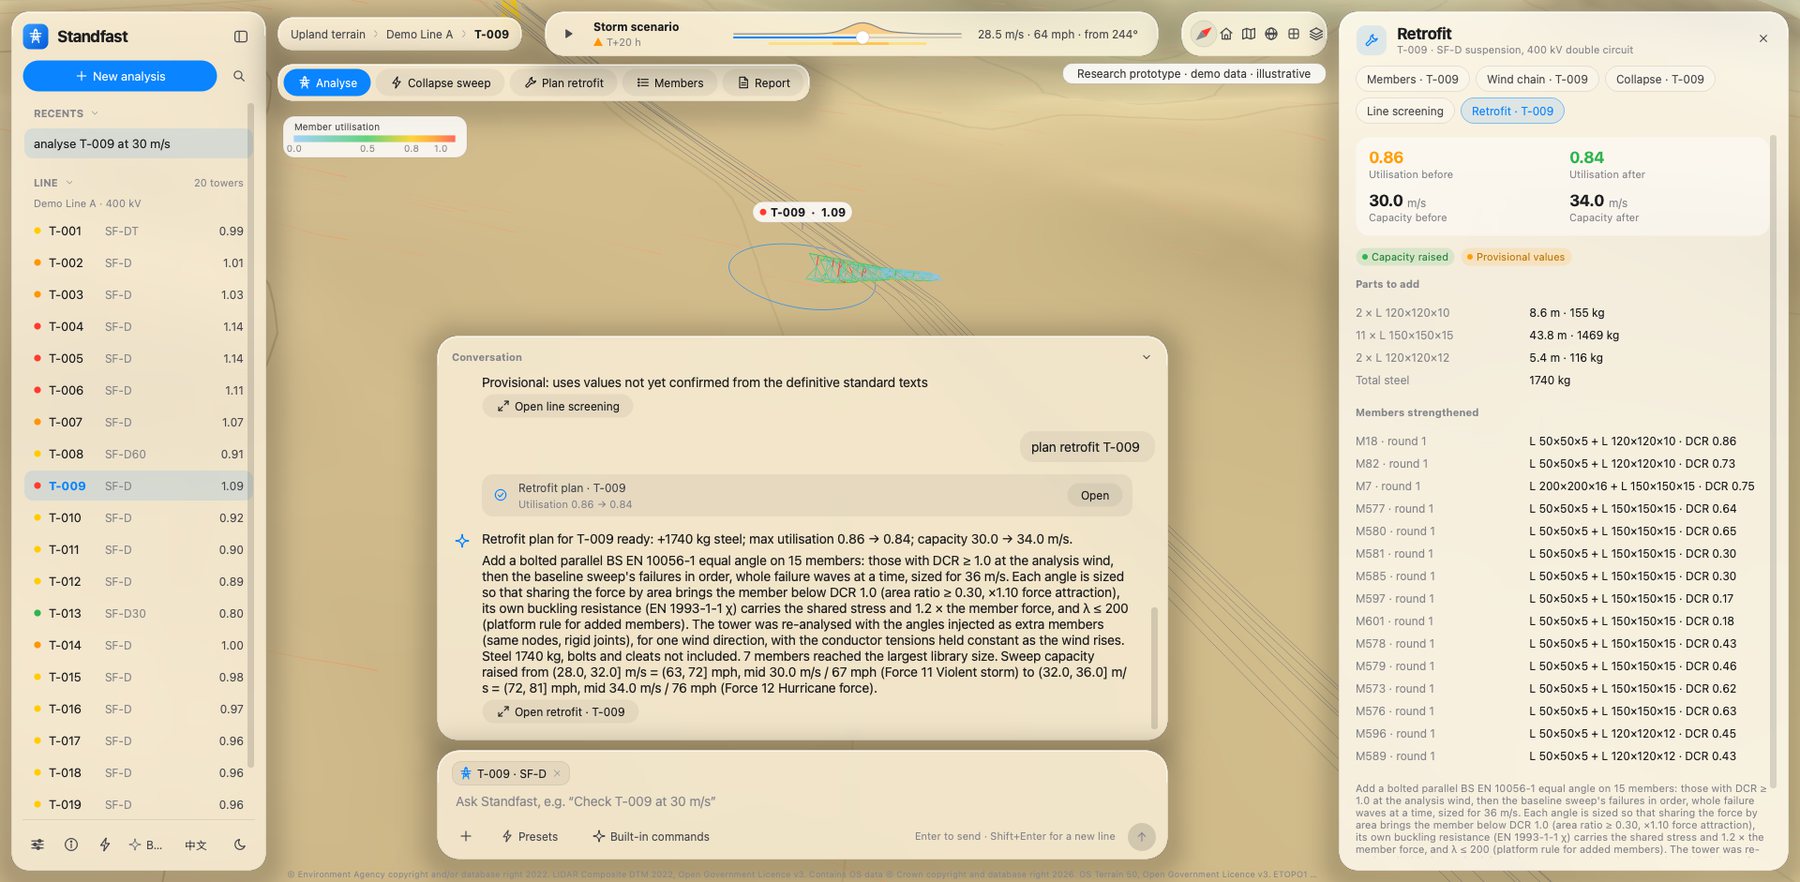 Standfast
+ New analysis
RECENTS
analyse T-009 at 30 m/s
LINE
20 towers
Demo Line A · 400 kV
T-001 SF-DT 0.99
T-002 SF-D 1.01
T-003 SF-D 1.03
T-004 SF-D 1.14
T-005 SF-D 1.14
T-006 SF-D 1.11
T-007 SF-D 1.07
T-008 SF-D60 0.91
T-009 SF-D 1.09
T-010 SF-D 0.92
T-011 SF-D 0.90
T-012 SF-D 0.89
T-013 SF-D30 0.80
T-014 SF-D 1.00
T-015 SF-D 0.98
T-016 SF-D 0.97
T-017 SF-D 0.96
T-018 SF-D 0.96
T-019 SF-D 0.96
B...
中文
Upland terrain > Demo Line A > T-009
Storm scenario
T+20 h
28.5 m/s · 64 mph · from 244°
Analyse
Collapse sweep
Plan retrofit
Members
Report
Research prototype · demo data · illustrative
Member utilisation
0.0 0.5 0.8 1.0
T-009 · 1.09
Conversation
Provisional: uses values not yet confirmed from the definitive standard texts
Open line screening
plan retrofit T-009
Retrofit plan · T-009
Utilisation 0.86 → 0.84
Open
Retrofit plan for T-009 ready: +1740 kg steel; max utilisation 0.86 → 0.84; capacity 30.0 → 34.0 m/s.
Add a bolted parallel BS EN 10056-1 equal angle on 15 members: those with DCR ≥ 1.0 at the analysis wind,
then the baseline sweep's failures in order, whole failure waves at a time, sized for 36 m/s. Each angle is sized
so that sharing the force by area brings the member below DCR 1.0 (area ratio ≥ 0.30, ×1.10 force attraction),
its own buckling resistance (EN 1993-1-1 χ) carries the shared stress and 1.2 × the member force, and λ ≤ 200
(platform rule for added members). The tower was re-analysed with the angles injected as extra members
(same nodes, rigid joints), for one wind direction, with the conductor tensions held constant as the wind rises.
Steel 1740 kg, bolts and cleats not included. 7 members reached the largest library size. Sweep capacity
raised from (28.0, 32.0] m/s = (63, 72] mph, mid 30.0 m/s / 67 mph (Force 11 Violent storm) to (32.0, 36.0] m/
s = (72, 81] mph, mid 34.0 m/s / 76 mph (Force 12 Hurricane force).
Open retrofit · T-009
T-009 · SF-D ×
Ask Standfast, e.g. “Check T-009 at 30 m/s”
+
Presets
Built-in commands
Enter to send · Shift+Enter for a new line
© Environment Agency copyright and/or database right 2022. LIDAR Composite DTM 2022, Open Government Licence v3. Contains OS data © Crown copyright and database right 2026. OS Terrain 50, Open Government Licence v3. ETOPO1 ...
Retrofit
T-009 · SF-D suspension, 400 kV double circuit
Members · T-009
Wind chain · T-009
Collapse · T-009
Line screening
Retrofit · T-009
0.86
Utilisation before
0.84
Utilisation after
30.0 m/s
Capacity before
34.0 m/s
Capacity after
Capacity raised
Provisional values
Parts to add
2 × L 120×120×10 8.6 m · 155 kg
11 × L 150×150×15 43.8 m · 1469 kg
2 × L 120×120×12 5.4 m · 116 kg
Total steel 1740 kg
Members strengthened
M18 · round 1 L 50×50×5 + L 120×120×10 · DCR 0.86
M82 · round 1 L 50×50×5 + L 120×120×10 · DCR 0.73
M7 · round 1 L 200×200×16 + L 150×150×15 · DCR 0.75
M577 · round 1 L 50×50×5 + L 150×150×15 · DCR 0.64
M580 · round 1 L 50×50×5 + L 150×150×15 · DCR 0.65
M581 · round 1 L 50×50×5 + L 150×150×15 · DCR 0.30
M585 · round 1 L 50×50×5 + L 150×150×15 · DCR 0.30
M597 · round 1 L 50×50×5 + L 150×150×15 · DCR 0.17
M601 · round 1 L 50×50×5 + L 150×150×15 · DCR 0.18
M578 · round 1 L 50×50×5 + L 150×150×15 · DCR 0.43
M579 · round 1 L 50×50×5 + L 150×150×15 · DCR 0.46
M573 · round 1 L 50×50×5 + L 150×150×15 · DCR 0.62
M576 · round 1 L 50×50×5 + L 150×150×15 · DCR 0.63
M596 · round 1 L 50×50×5 + L 120×120×12 · DCR 0.45
M589 · round 1 L 50×50×5 + L 120×120×12 · DCR 0.43
Add a bolted parallel BS EN 10056-1 equal angle on 15 members: those with DCR ≥
1.0 at the analysis wind, then the baseline sweep's failures in order, whole failure
waves at a time, sized for 36 m/s. Each angle is sized so that sharing the force by
area brings the member below DCR 1.0 (area ratio ≥ 0.30, ×1.10 force attraction),
its own buckling resistance (EN 1993-1-1 χ) carries the shared stress and 1.2 × the
member force, and λ ≤ 200 (platform rule for added members). The tower was re-